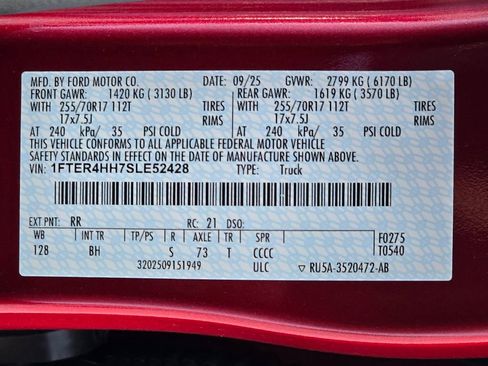 MFD. BY FORD MOTOR CO. DATE: 09/25 GVWR: 2799 KG ( 6170 LB)
FRONT GAWR: 1420 KG ( 3130 LB) REAR GAWR: 1619 KG ( 3570 LB)
WITH 255/70R17 112T TIRES WITH 255/70R17 112T TIRES
17x7.5J RIMS 17x7.5J RIMS
AT 240 kPa/ 35 PSI COLD AT 240 kPa/ 35 PSI COLD
THIS VEHICLE CONFORMS TO ALL APPLICABLE FEDERAL MOTOR VEHICLE
SAFETY STANDARDS IN EFFECT ON THE DATE OF MANUFACTURE SHOWN ABOVE.
VIN: 1FTER4HH7SLE52428 TYPE: Truck
EXT PNT: RR RC: 21 DSO: F0275
WB INT TR TP/PS R AXLE TR SPR T0540
128 BH S 73 T CCCC
3202509151949 ULC ▽ RU5A-3520472-AB